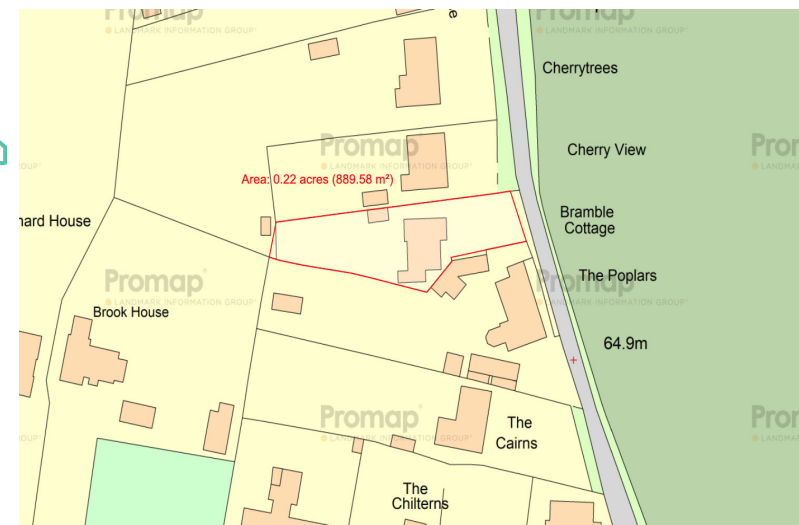 Promap
LANDMARK INFORMATION GROUP
Promap
LANDMARK INFORMATION GROUP
Cherrytrees
Promap
LANDMARK INFORMATION GROUP
Cherry View
Area: 0.22 acres (889.58 m²)
Bramble
Cottage
Promap
LANDMARK INFORMATION GROUP
Promap
LANDMARK INFORMATION GROUP
The Poplars
Brook House
64.9m
Promap
LANDMARK INFORMATION GROUP
The
Cairns
The
Chilterns